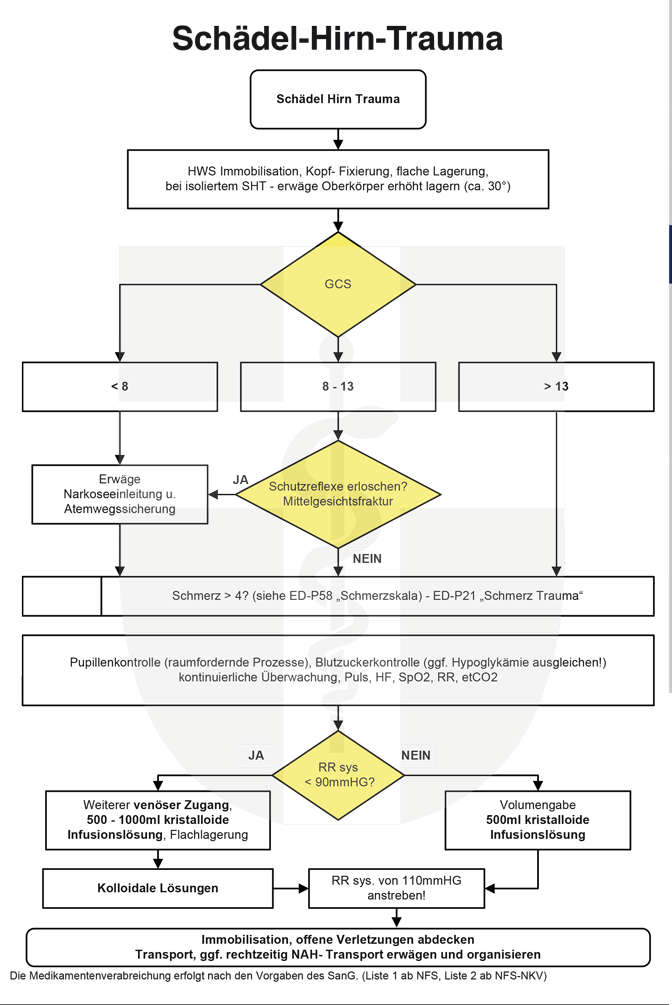 Schädel-Hirn-Trauma
Schädel Hirn Trauma
HWS Immobilisation, Kopf- Fixierung, flache Lagerung,
bei isoliertem SHT - erwäge Oberkörper erhöht lagern (ca. 30°)
GCS
< 8
8 - 13
> 13
Erwäge
Narkoseeinleitung u.
Atemwegssicherung
JA
Schutzreflexe erloschen?
Mittelgesichtsfraktur
NEIN
Schmerz > 4? (siehe ED-P58 „Schmerzskala) - ED-P21 „Schmerz Trauma“
Pupillenkontrolle (raumfordernde Prozesse), Blutzuckerkontrolle (ggf. Hypoglykämie ausgleichen!)
kontinuierliche Überwachung, Puls, HF, SpO2, RR, etCO2
JA
RR sys
< 90mmHG?
NEIN
Weiterer venöser Zugang,
500 - 1000ml kristalloide
Infusionslösung, Flachlagerung
Volumengabe
500ml kristalloide
Infusionslösung
Kolloidale Lösungen
RR sys. von 110mmHG
anstreben!
Immobilisation, offene Verletzungen abdecken
Transport, ggf. rechtzeitig NAH- Transport erwägen und organisieren
Die Medikamentenverabreichung erfolgt nach den Vorgaben des SanG. (Liste 1 ab NFS, Liste 2 ab NFS-NKV)